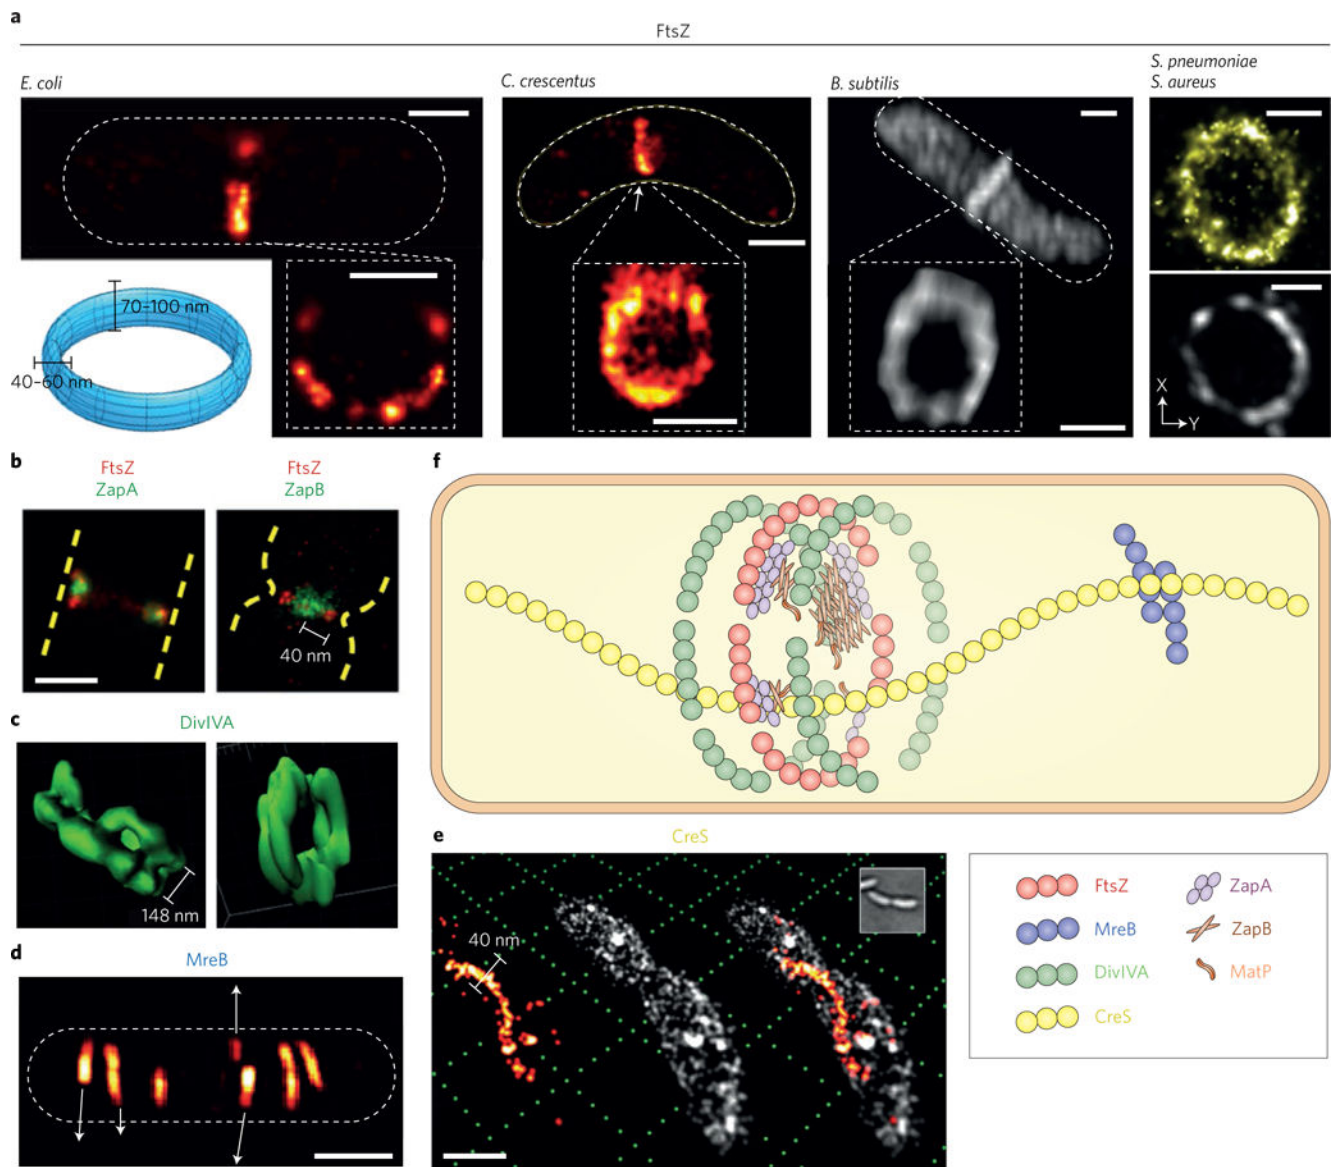 a
FtsZ
E. coli
C. crescentus
B. subtilis
S. pneumoniae
S. aureus
70–100 nm
40–60 nm
X
Y
b
FtsZ
ZapA
FtsZ
ZapB
40 nm
c
DivIVA
148 nm
d
MreB
f
e
CreS
40 nm
FtsZ
ZapA
MreB
ZapB
DivIVA
MatP
CreS